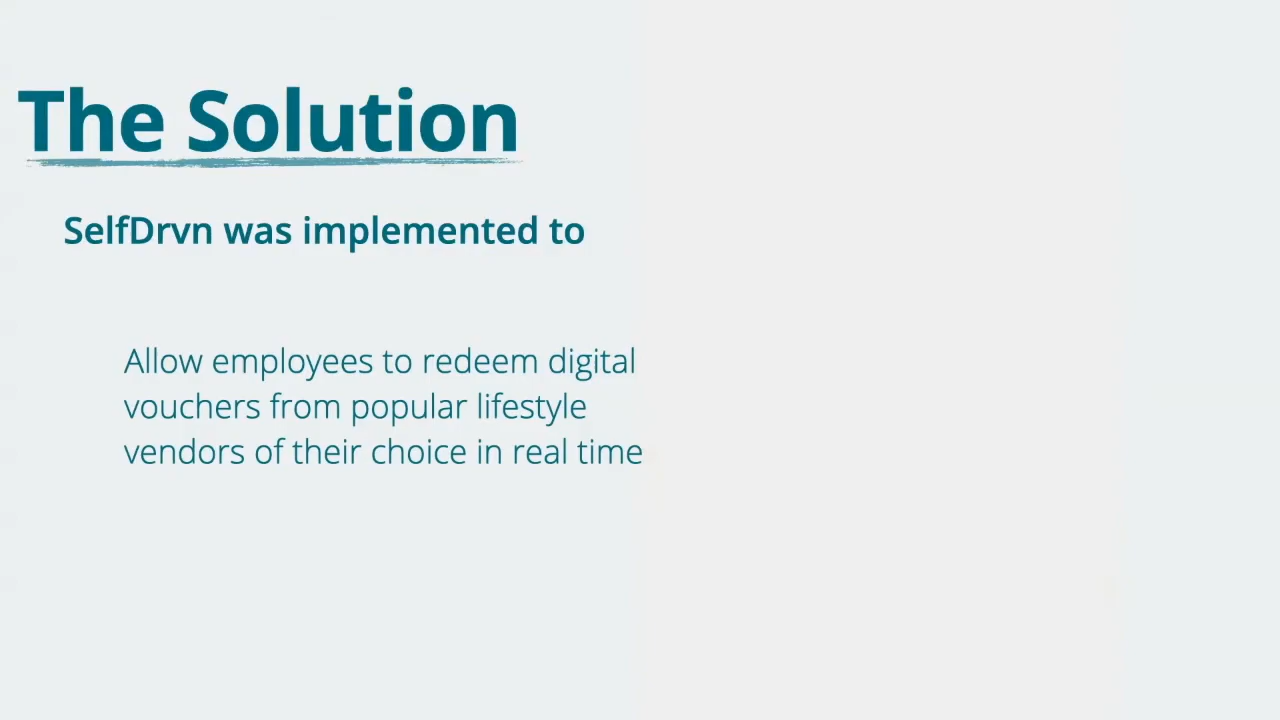 The Solution
SelfDrvn was implemented to
Allow employees to redeem digital
vouchers from popular lifestyle
vendors of their choice in real time